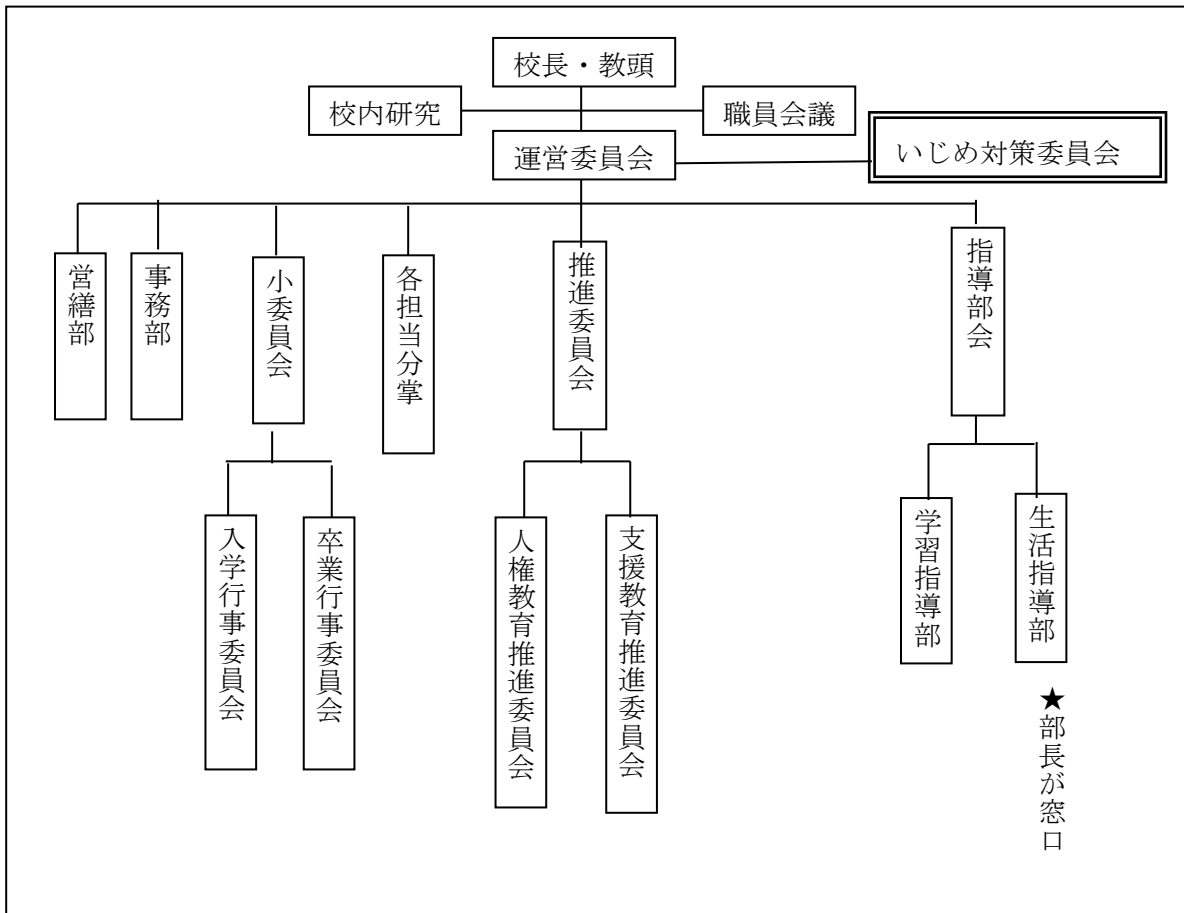 校長・教頭
校内研究
職員会議
運営委員会
いじめ対策委員会
営繕部
事務部
小委員会
各担当分掌
推進委員会
指導部会
入学行事委員会
卒業行事委員会
人権教育推進委員会
支援教育推進委員会
学習指導部
生活指導部
★部長が窓口